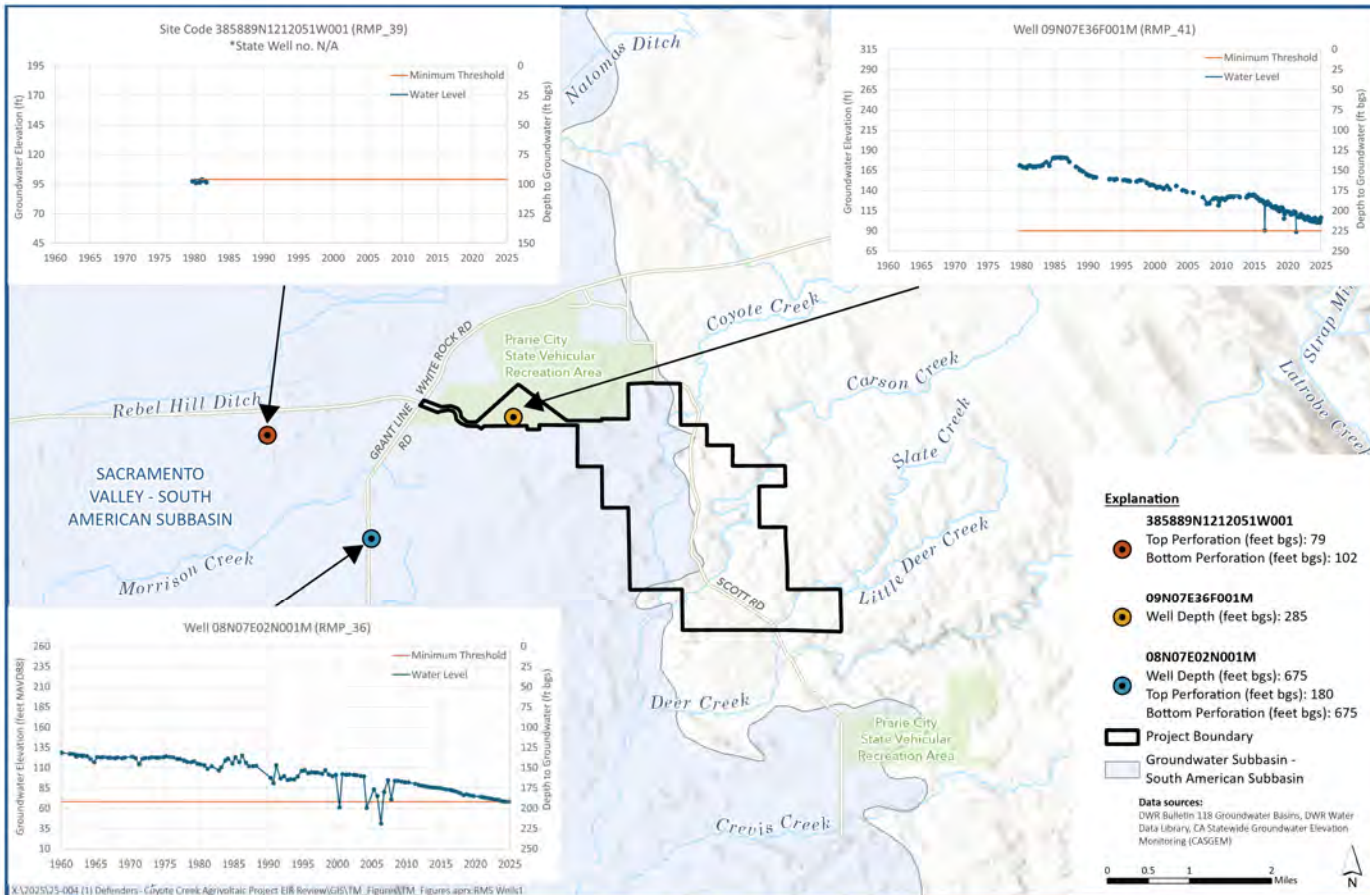 Site Code 385889N1212051W001 (RMP_39)
*State Well no. N/A
Minimum Threshold
Water Level
Groundwater Elevation (ft)
195
170
145
120
95
70
45
Depth to Groundwater (ft bgs)
0
25
50
75
100
125
150
1960 1965 1970 1975 1980 1985 1990 1995 2000 2005 2010 2015 2020 2025
Well 09N07E36F001M (RMP_41)
Minimum Threshold
Water Level
Groundwater Elevation (ft)
315
290
265
240
215
190
165
140
115
90
65
Depth to Groundwater (ft bgs)
0
25
50
75
100
125
150
175
200
225
250
1960 1965 1970 1975 1980 1985 1990 1995 2000 2005 2010 2015 2020 2025
Natomas Ditch
Coyote Creek
Carson Creek
Slate Creek
Little Deer Creek
Latrobe Creek
Prarie City
State Vehicular
Recreation Area
WHITE ROCK RD
GRANT LINE
RD
Rebel Hill Ditch
SACRAMENTO
VALLEY - SOUTH
AMERICAN SUBBASIN
Morrison Creek
SCOTT RD
Deer Creek
Prarie City
State Vehicular
Recreation Area
Crevis Creek
Well 08N07E02N001M (RMP_36)
Minimum Threshold
Water Level
Groundwater Elevation (feet NAVD88)
260
235
210
185
160
135
110
85
60
35
10
Depth to Groundwater (ft bgs)
0
25
50
75
100
125
150
175
200
225
250
1960 1965 1970 1975 1980 1985 1990 1995 2000 2005 2010 2015 2020 2025
Explanation
385889N1212051W001
Top Perforation (feet bgs): 79
Bottom Perforation (feet bgs): 102
09N07E36F001M
Well Depth (feet bgs): 285
08N07E02N001M
Well Depth (feet bgs): 675
Top Perforation (feet bgs): 180
Bottom Perforation (feet bgs): 675
Project Boundary
Groundwater Subbasin -
South American Subbasin
Data sources:
DWR Bulletin 118 Groundwater Basins, DWR Water
Data Library, CA Statewide Groundwater Elevation
Monitoring (CASGEM)
0 0.5 1 2
Miles
N